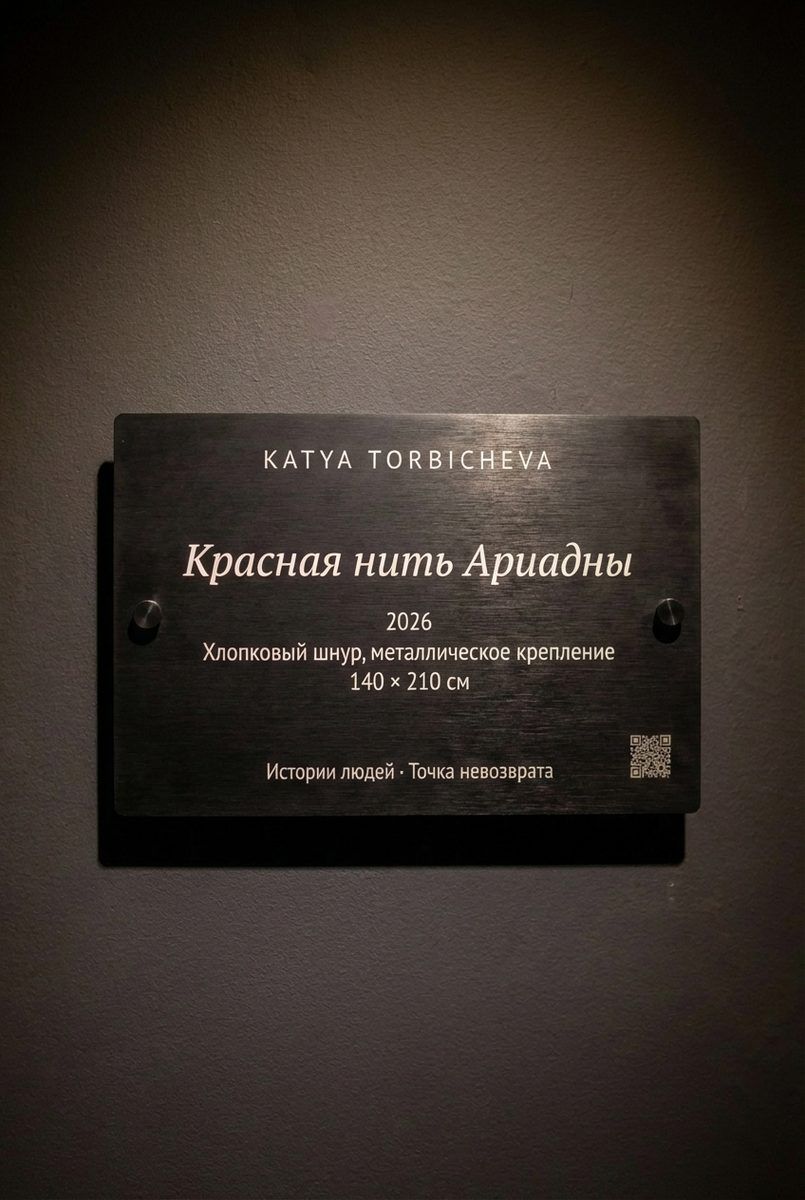 KATYA TORBICHEVA
Красная нить Ариадны
2026
Хлопковый шнур, металлическое крепление
140 × 210 см
Истории людей · Точка невозврата